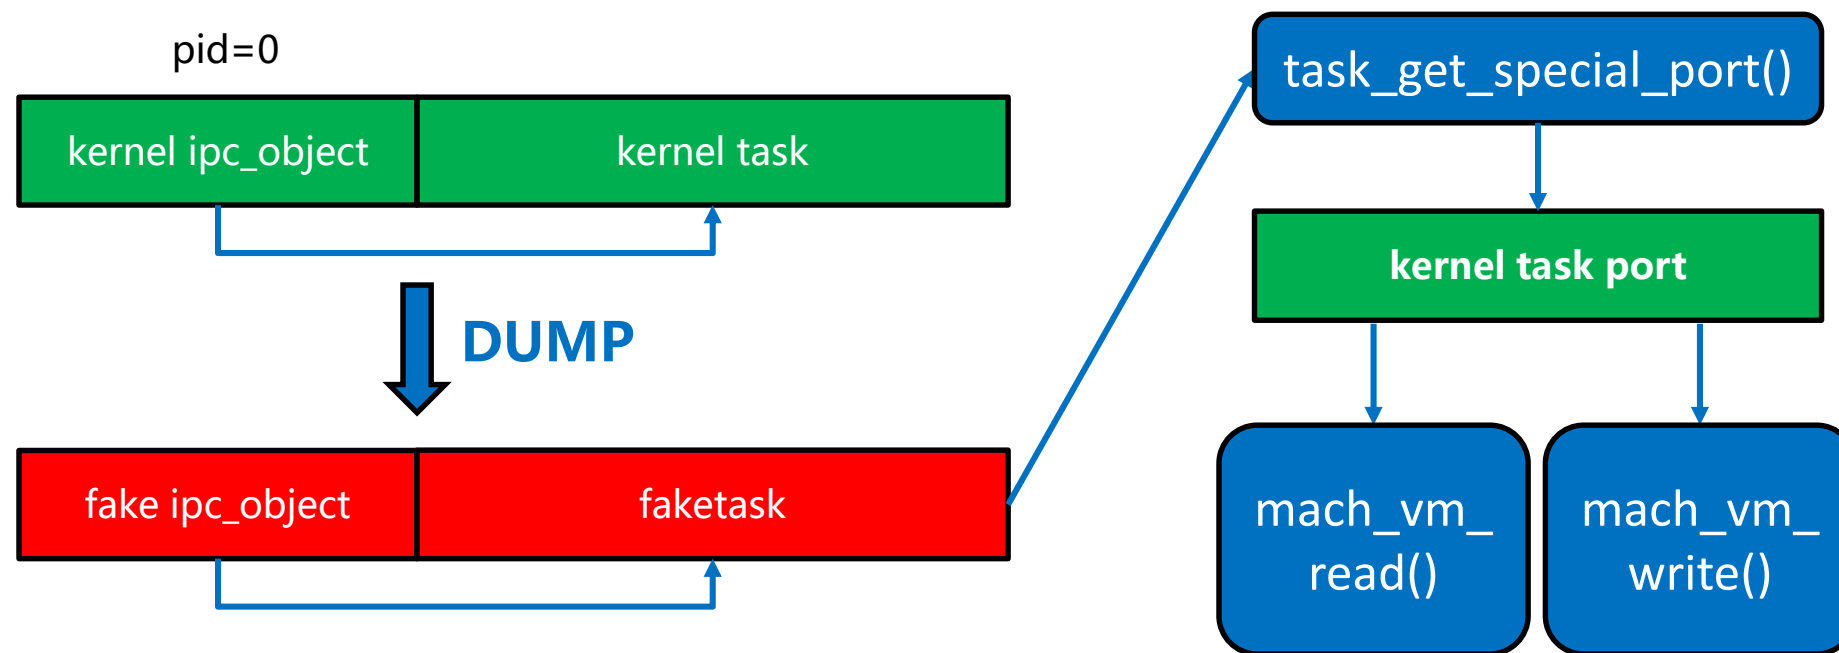 pid=0
kernel ipc_object
kernel task
DUMP
fake ipc_object
faketask
task_get_special_port()
kernel task port
mach_vm_
read()
mach_vm_
write()